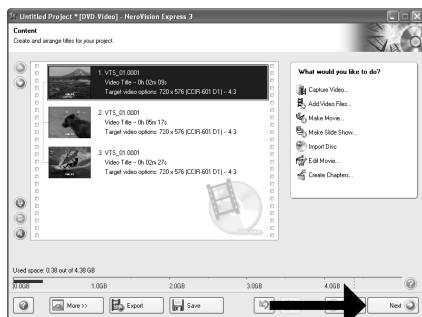 Untitled Project * [DVD-Video] - NeroVision Express 3
Content
Create and arrange titles for your project.
1. VTS_01.0001
Video Title ~ 0h 02m 09s
Target video options: 720 x 576 (CCIR-601 D1) ~ 4:3
2. VTS_01.0001
Video Title ~ 0h 05m 17s
Target video options: 720 x 576 (CCIR-601 D1) ~ 4:3
3. VTS_01.0001
Video Title ~ 0h 02m 27s
Target video options: 720 x 576 (CCIR-601 D1) ~ 4:3
What would you like to do?
Capture Video...
Add Video Files...
Make Movie...
Make Slide Show...
Import Disc
Edit Movie...
Create Chapters...
Used space: 0.38 out of 4.38 GB
0.0GB 1.0GB 2.0GB 3.0GB 4.0GB
More >> Export Save Next